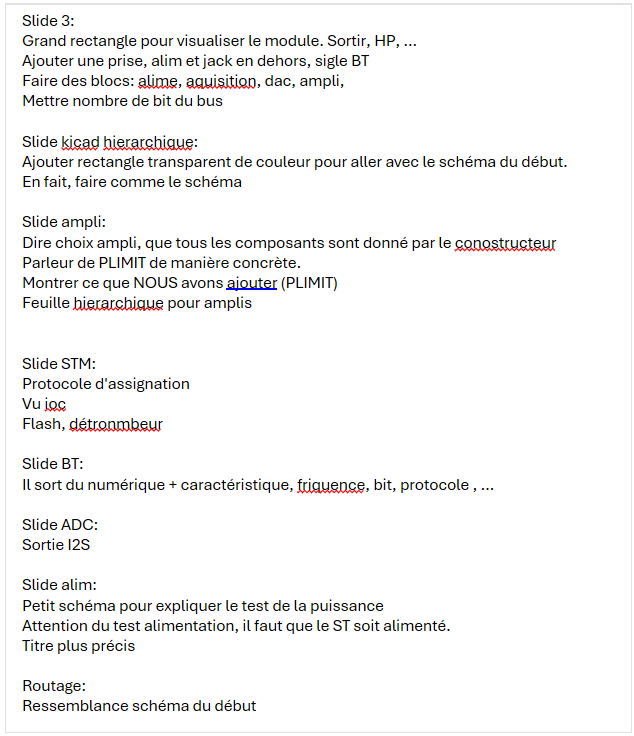 Slide 3:
Grand rectangle pour visualiser le module. Sortir, HP, ...
Ajouter une prise, alim et jack en dehors, sigle BT
Faire des blocs: alime, aquisition, dac, ampli,
Mettre nombre de bit du bus
Slide kicad hierarchique:
Ajouter rectangle transparent de couleur pour aller avec le schéma du début.
En fait, faire comme le schéma
Slide ampli:
Dire choix ampli, que tous les composants sont donné par le conostructeur
Parleur de PLIMIT de manière concrète.
Montrer ce que NOUS avons ajouter (PLIMIT)
Feuille hierarchique pour amplis
Slide STM:
Protocole d'assignation
Vu ioc
Flash, détronmbeur
Slide BT:
Il sort du numérique + caractéristique, friquence, bit, protocole , ...
Slide ADC:
Sortie I2S
Slide alim:
Petit schéma pour expliquer le test de la puissance
Attention du test alimentation, il faut que le ST soit alimenté.
Titre plus précis
Routage:
Ressemblance schéma du début